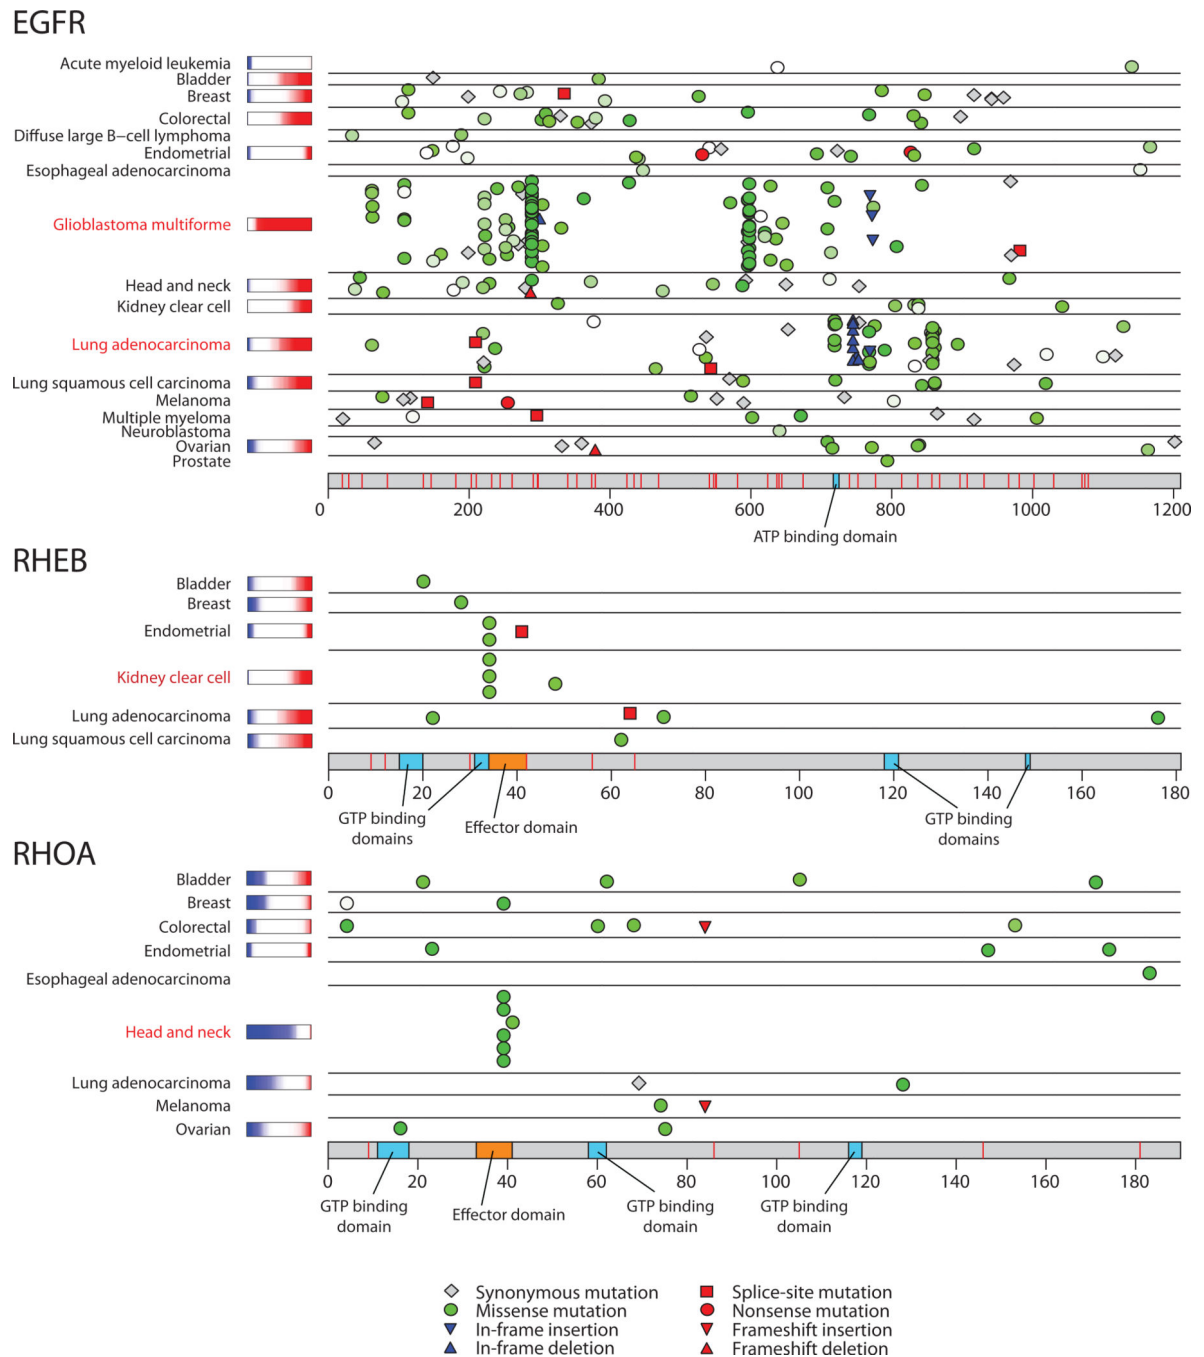 EGFR
Acute myeloid leukemia
Bladder
Breast
Colorectal
Diffuse large B−cell lymphoma
Endometrial
Esophageal adenocarcinoma
Glioblastoma multiforme
Head and neck
Kidney clear cell
Lung adenocarcinoma
Lung squamous cell carcinoma
Melanoma
Multiple myeloma
Neuroblastoma
Ovarian
Prostate
0 200 400 600 800 1000 1200
ATP binding domain
RHEB
Bladder
Breast
Endometrial
Kidney clear cell
Lung adenocarcinoma
Lung squamous cell carcinoma
0 20 40 60 80 100 120 140 160 180
GTP binding domains
Effector domain
GTP binding domains
RHOA
Bladder
Breast
Colorectal
Endometrial
Esophageal adenocarcinoma
Head and neck
Lung adenocarcinoma
Melanoma
Ovarian
0 20 40 60 80 100 120 140 160 180
GTP binding domain
Effector domain
GTP binding domain
GTP binding domain
Synonymous mutation
Missense mutation
In-frame insertion
In-frame deletion
Splice-site mutation
Nonsense mutation
Frameshift insertion
Frameshift deletion